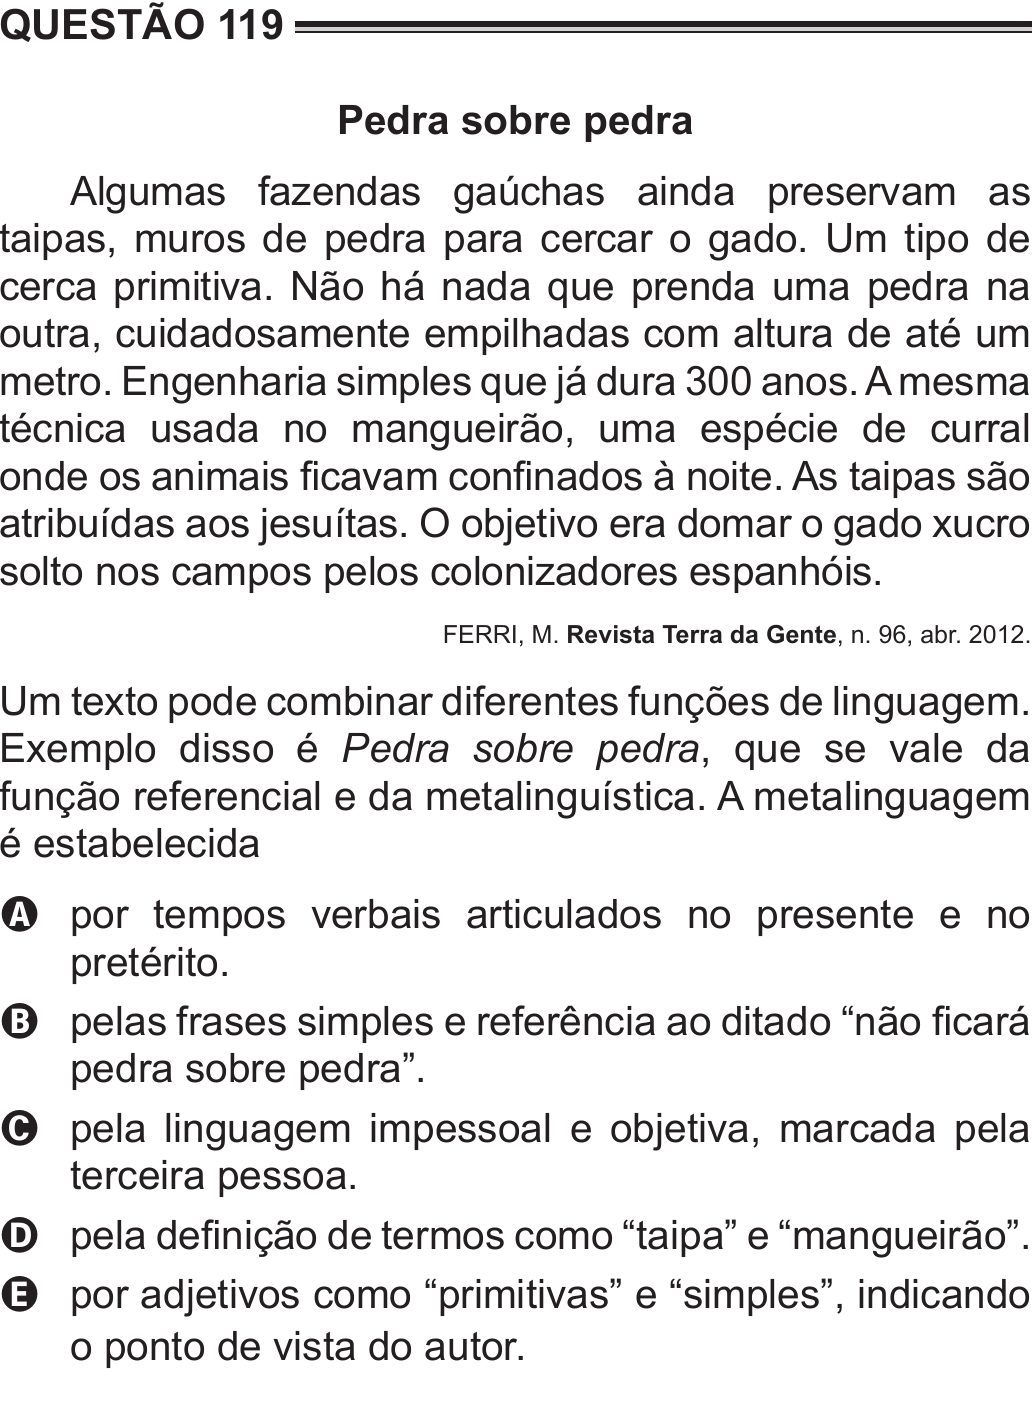 QUESTÃO 119
Pedra sobre pedra
Algumas fazendas gaúchas ainda preservam as
taipas, muros de pedra para cercar o gado. Um tipo de
cerca primitiva. Não há nada que prenda uma pedra na
outra, cuidadosamente empilhadas com altura de até um
metro. Engenharia simples que já dura 300 anos. A mesma
técnica usada no mangueirão, uma espécie de curral
onde os animais ficavam confinados à noite. As taipas são
atribuídas aos jesuítas. O objetivo era domar o gado xucro
solto nos campos pelos colonizadores espanhóis.
FERRI, M. Revista Terra da Gente, n. 96, abr. 2012.
Um texto pode combinar diferentes funções de linguagem.
Exemplo disso é Pedra sobre pedra, que se vale da
função referencial e da metalinguística. A metalinguagem
é estabelecida
A por tempos verbais articulados no presente e no
pretérito.
B pelas frases simples e referência ao ditado “não ficará
pedra sobre pedra”.
C pela linguagem impessoal e objetiva, marcada pela
terceira pessoa.
D pela definição de termos como “taipa” e “mangueirão”.
E por adjetivos como “primitivas” e “simples”, indicando
o ponto de vista do autor.